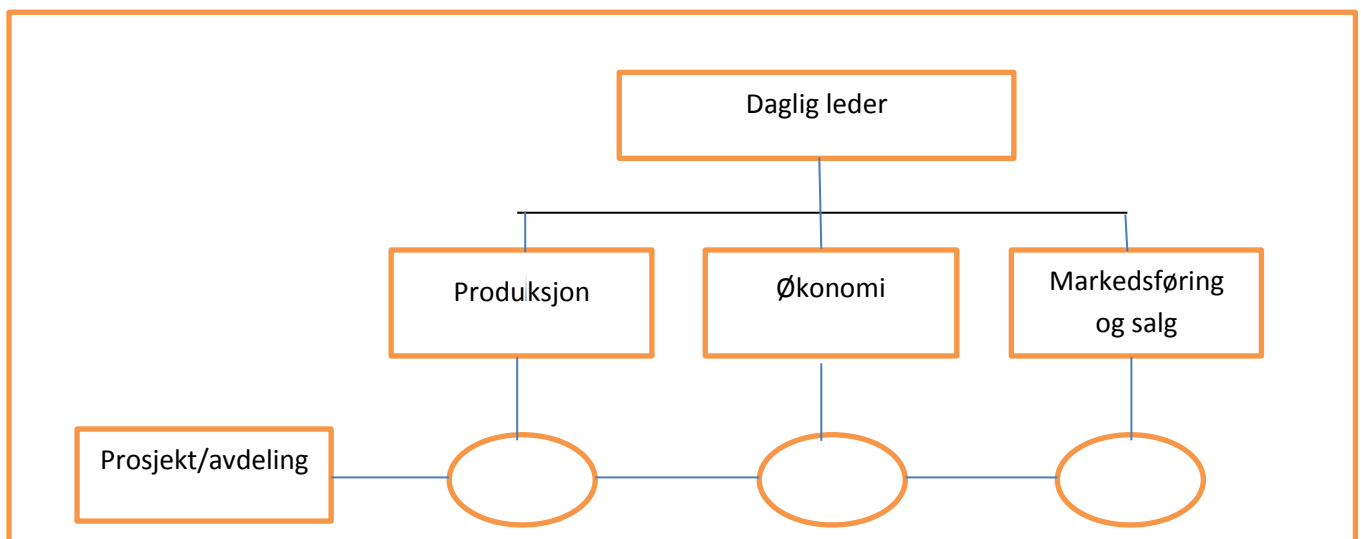 Daglig leder
Produksjon
Økonomi
Markedsføring
og salg
Prosjekt/avdeling